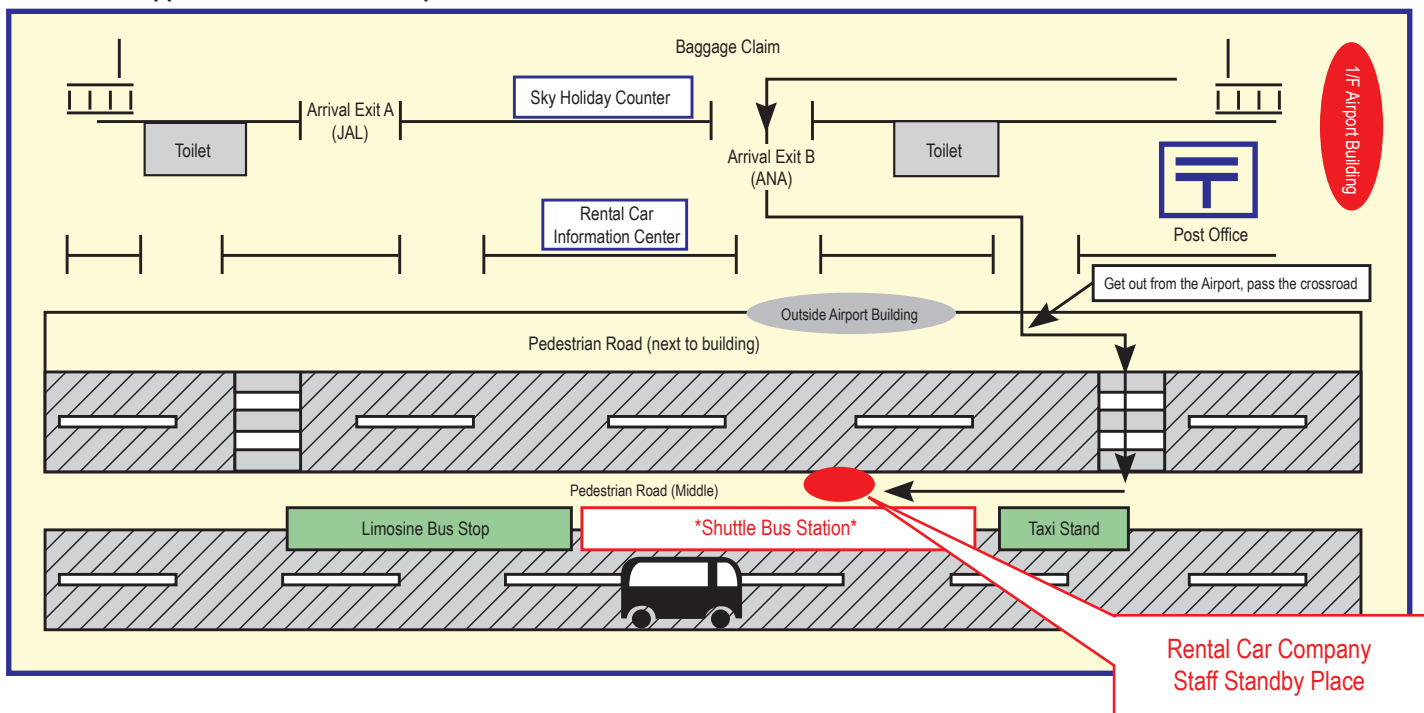 Baggage Claim
Sky Holiday Counter
Arrival Exit A
(JAL)
Toilet
Arrival Exit B
(ANA)
Toilet
1/F Airport Building
Rental Car
Information Center
Post Office
Get out from the Airport, pass the crossroad
Outside Airport Building
Pedestrian Road (next to building)
Pedestrian Road (Middle)
Limosine Bus Stop
*Shuttle Bus Station*
Taxi Stand
Rental Car Company
Staff Standby Place